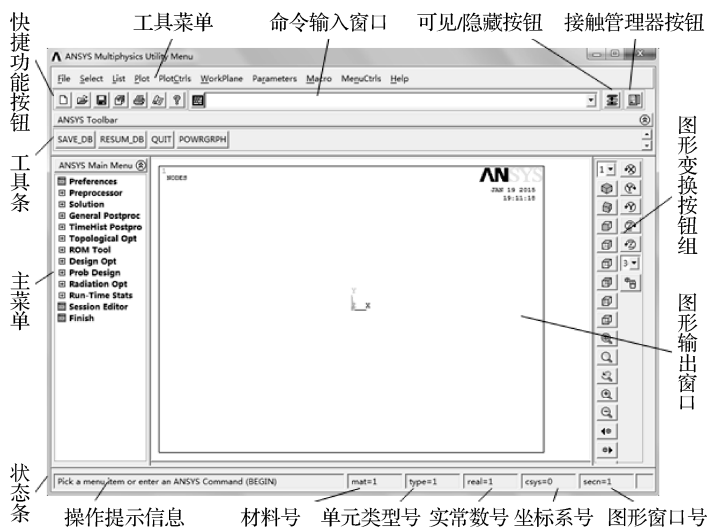 工具菜单 命令输入窗口 可见/隐藏按钮 接触管理器按钮
快捷功能按钮
ANSYS Multiphysics Utility Menu
File Select List Plot PlotCtrls WorkPlane Parameters Macro MenuCtrls Help
ANSYS Toolbar
SAVE_DB RESUM_DB QUIT POWRGRPH
工具条
ANSYS Main Menu
Preferences
Preprocessor
Solution
General Postproc
TimeHist Postpro
Topological Opt
ROM Tool
Design Opt
Prob Design
Radiation Opt
Run-Time Stats
Session Editor
Finish
主菜单
1
NODES
ANSYS
JAN 19 2015
19:11:18
Y
Z X
1
3
图形变换按钮组
图形输出窗口
状态条
Pick a menu item or enter an ANSYS Command (BEGIN) mat=1 type=1 real=1 csys=0 secn=1
操作提示信息 材料号 单元类型号 实常数号 坐标系号 图形窗口号